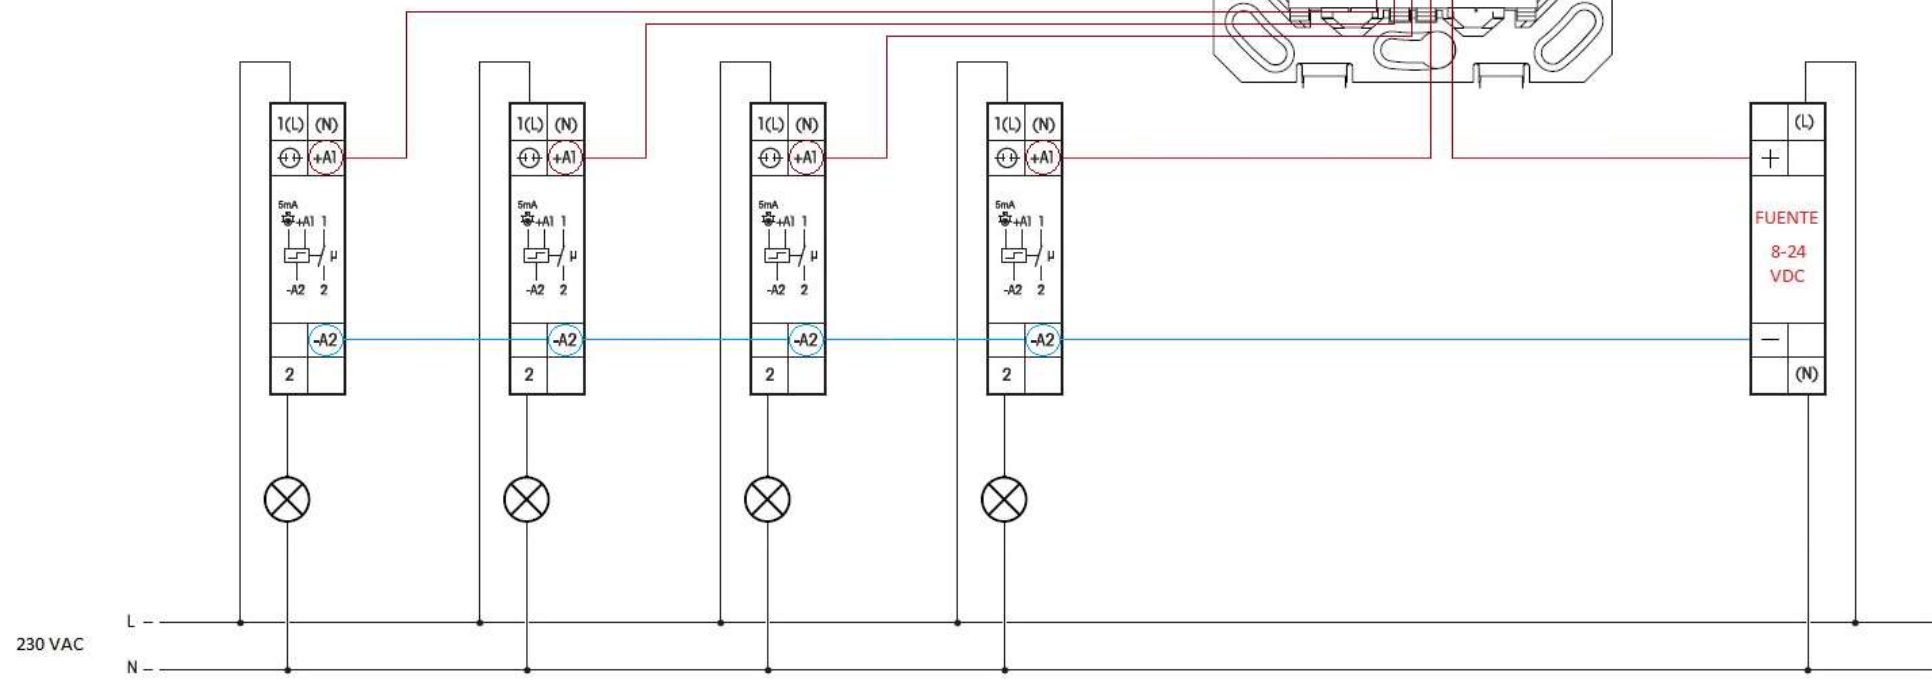 1(L) (N)
+A1
5mA
+A1 1
µ
-A2 2
-A2
2
1(L) (N)
+A1
5mA
+A1 1
µ
-A2 2
-A2
2
1(L) (N)
+A1
5mA
+A1 1
µ
-A2 2
-A2
2
1(L) (N)
+A1
5mA
+A1 1
µ
-A2 2
-A2
2
(L)
+
FUENTE
8-24
VDC
−
(N)
L
230 VAC
N